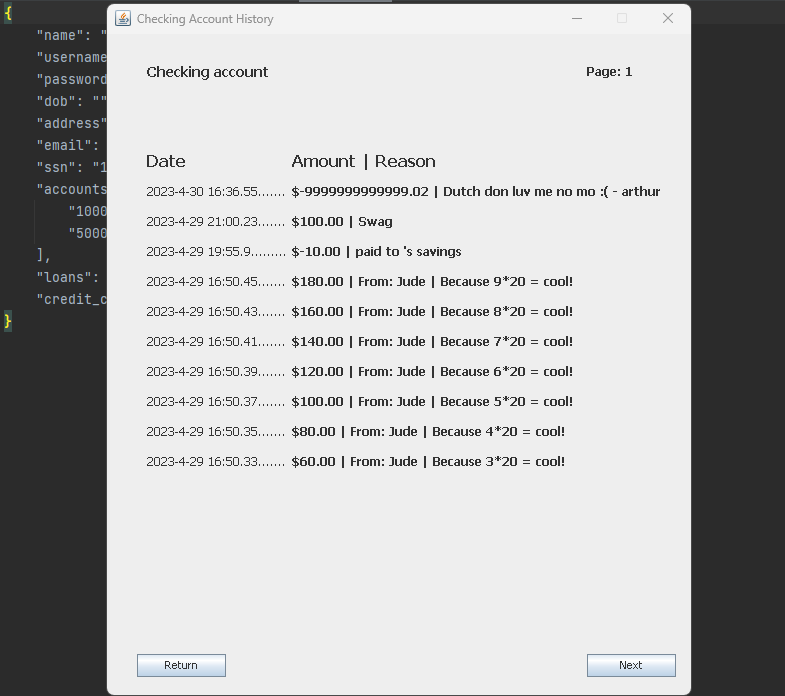 {
"name": "
"username
"password
"dob": ""
"address"
"email":
"ssn": "1
"accounts
"1000
"5000
],
"loans":
"credit_c
}
Checking Account History
Checking account
Page: 1
Date Amount | Reason
2023-4-30 16:36.55....... $-9999999999999.02 | Dutch don luv me no mo :( - arthur
2023-4-29 21:00.23....... $100.00 | Swag
2023-4-29 19:55.9......... $-10.00 | paid to 's savings
2023-4-29 16:50.45....... $180.00 | From: Jude | Because 9*20 = cool!
2023-4-29 16:50.43....... $160.00 | From: Jude | Because 8*20 = cool!
2023-4-29 16:50.41....... $140.00 | From: Jude | Because 7*20 = cool!
2023-4-29 16:50.39....... $120.00 | From: Jude | Because 6*20 = cool!
2023-4-29 16:50.37....... $100.00 | From: Jude | Because 5*20 = cool!
2023-4-29 16:50.35....... $80.00 | From: Jude | Because 4*20 = cool!
2023-4-29 16:50.33....... $60.00 | From: Jude | Because 3*20 = cool!
Return
Next